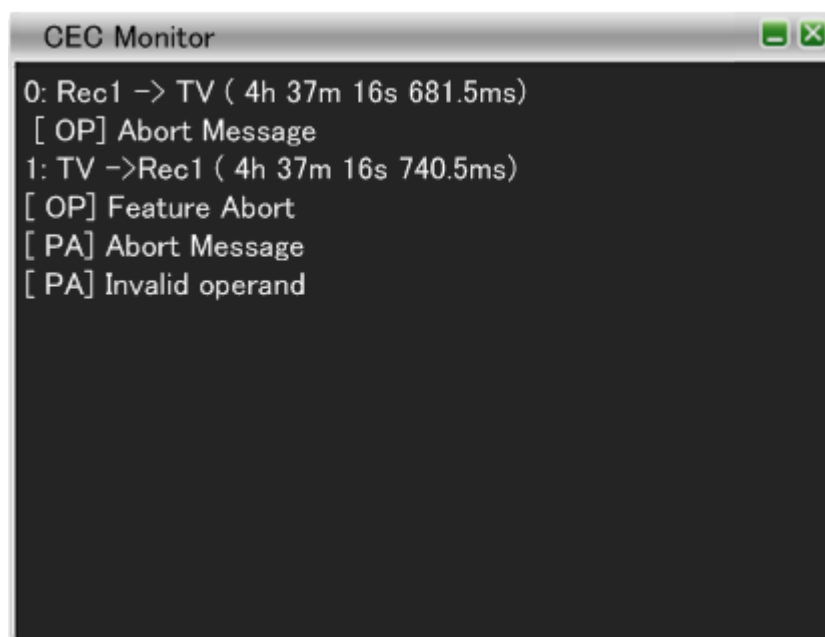 CEC Monitor
0: Rec1 -> TV ( 4h 37m 16s 681.5ms)
[ OP] Abort Message
1: TV ->Rec1 ( 4h 37m 16s 740.5ms)
[ OP] Feature Abort
[ PA] Abort Message
[ PA] Invalid operand